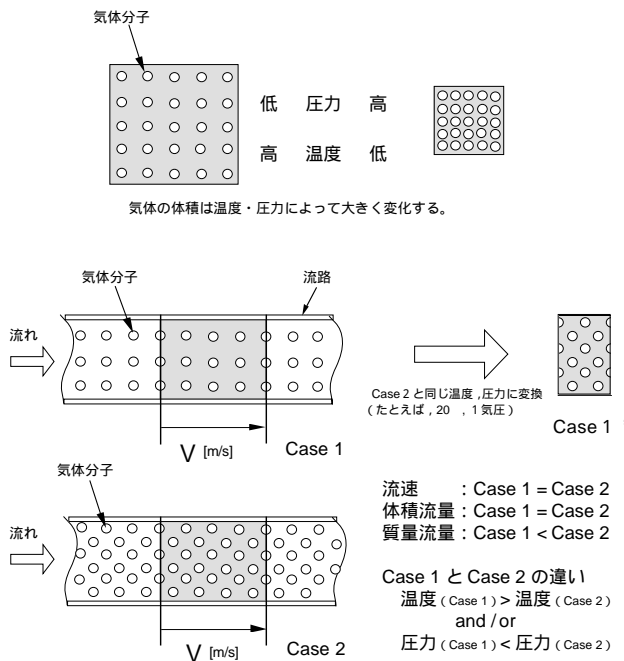 気体分子
低 圧力 高
高 温度 低
気体の体積は温度・圧力によって大きく変化する。
気体分子
流路
流れ
V [m/s]
Case 1
Case 2 と同じ温度 , 圧力に変換
( たとえば , 20 , 1 気圧 )
Case 1 '
気体分子
流れ
V [m/s]
Case 2
流速 : Case 1 = Case 2
体積流量 : Case 1 = Case 2
質量流量 : Case 1 < Case 2
Case 1 と Case 2 の違い
温度 ( Case 1 ) > 温度 ( Case 2 )
and / or
圧力 ( Case 1 ) < 圧力 ( Case 2 )